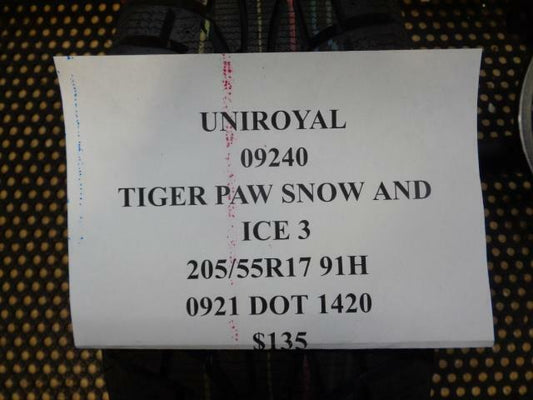 UNIROYAL
09240
TIGER PAW SNOW AND
ICE 3
205/55R17 91H
0921 DOT 1420
$135